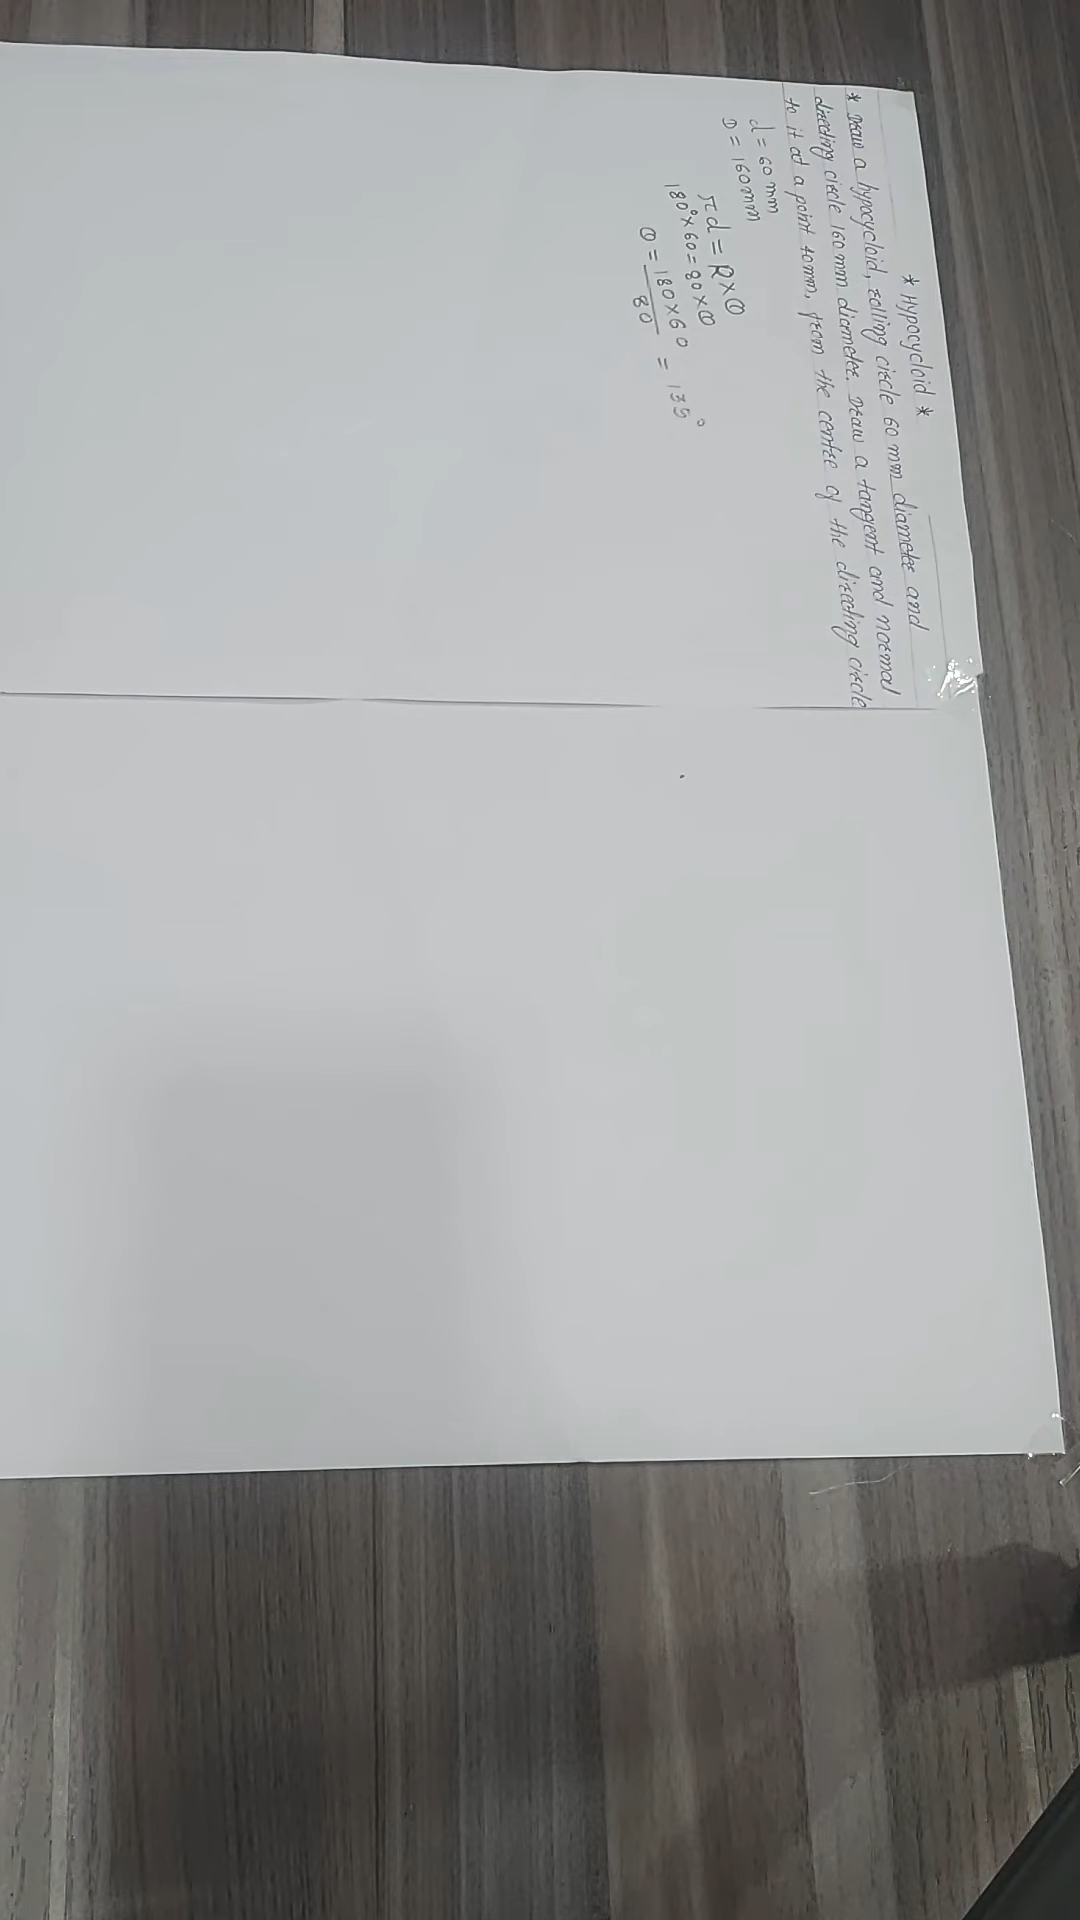 * Hypocycloid *
* Draw a hypocycloid, rolling circle 60 mm diameter and
directing circle 160 mm diameter. Draw a tangent and normal
to it at a point 40mm, from the centre of the directing circle
d = 60 mm
D = 160mm
πd = R×θ
180°×60 = 80×θ
θ = 180×60 / 80 = 135°